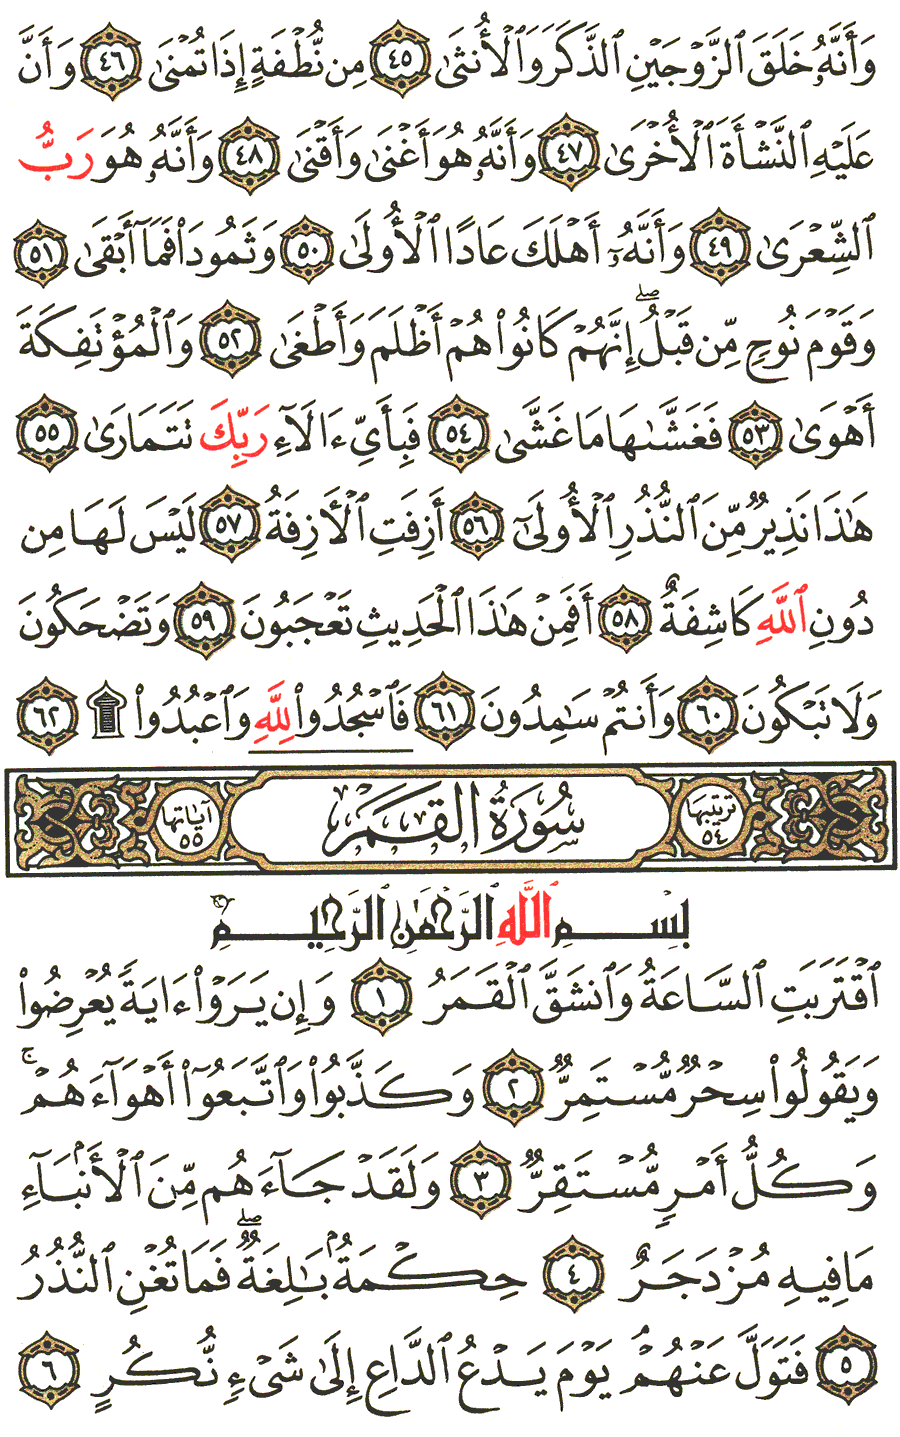 وَأَنَّهُۥ خَلَقَ ٱلزَّوْجَيْنِ ٱلذَّكَرَ وَٱلْأُنثَىٰ ٤٥ مِن نُّطْفَةٍ إِذَا تُمْنَىٰ ٤٦ وَأَنَّ
عَلَيْهِ ٱلنَّشْأَةَ ٱلْأُخْرَىٰ ٤٧ وَأَنَّهُۥ هُوَ أَغْنَىٰ وَأَقْنَىٰ ٤٨ وَأَنَّهُۥ هُوَ رَبُّ
ٱلشِّعْرَىٰ ٤٩ وَأَنَّهُۥٓ أَهْلَكَ عَادًا ٱلْأُولَىٰ ٥٠ وَثَمُودَا۟ فَمَآ أَبْقَىٰ ٥١
وَقَوْمَ نُوحٍ مِّن قَبْلُ ۖ إِنَّهُمْ كَانُوا۟ هُمْ أَظْلَمَ وَأَطْغَىٰ ٥٢ وَٱلْمُؤْتَفِكَةَ
أَهْوَىٰ ٥٣ فَغَشَّىٰهَا مَا غَشَّىٰ ٥٤ فَبِأَىِّ ءَالَآءِ رَبِّكَ تَتَمَارَىٰ ٥٥
هَٰذَا نَذِيرٌ مِّنَ ٱلنُّذُرِ ٱلْأُولَىٰٓ ٥٦ أَزِفَتِ ٱلْءَازِفَةُ ٥٧ لَيْسَ لَهَا مِن
دُونِ ٱللَّهِ كَاشِفَةٌ ٥٨ أَفَمِنْ هَٰذَا ٱلْحَدِيثِ تَعْجَبُونَ ٥٩ وَتَضْحَكُونَ
وَلَا تَبْكُونَ ٦٠ وَأَنتُمْ سَٰمِدُونَ ٦١ فَٱسْجُدُوا۟ لِلَّهِ وَٱعْبُدُوا۟ ۩ ٦٢
ترتيبها ٥٤ سُورَةُ القَمَر آياتها ٥٥
بِسْمِ ٱللَّهِ ٱلرَّحْمَٰنِ ٱلرَّحِيمِ
ٱقْتَرَبَتِ ٱلسَّاعَةُ وَٱنشَقَّ ٱلْقَمَرُ ١ وَإِن يَرَوْا۟ ءَايَةً يُعْرِضُوا۟
وَيَقُولُوا۟ سِحْرٌ مُّسْتَمِرٌّ ٢ وَكَذَّبُوا۟ وَٱتَّبَعُوٓا۟ أَهْوَآءَهُمْ ۚ
وَكُلُّ أَمْرٍ مُّسْتَقِرٌّ ٣ وَلَقَدْ جَآءَهُم مِّنَ ٱلْأَنۢبَآءِ
مَا فِيهِ مُزْدَجَرٌ ٤ حِكْمَةٌۢ بَٰلِغَةٌ ۖ فَمَا تُغْنِ ٱلنُّذُرُ
٥ فَتَوَلَّ عَنْهُمْ ۘ يَوْمَ يَدْعُ ٱلدَّاعِ إِلَىٰ شَىْءٍ نُّكُرٍ ٦